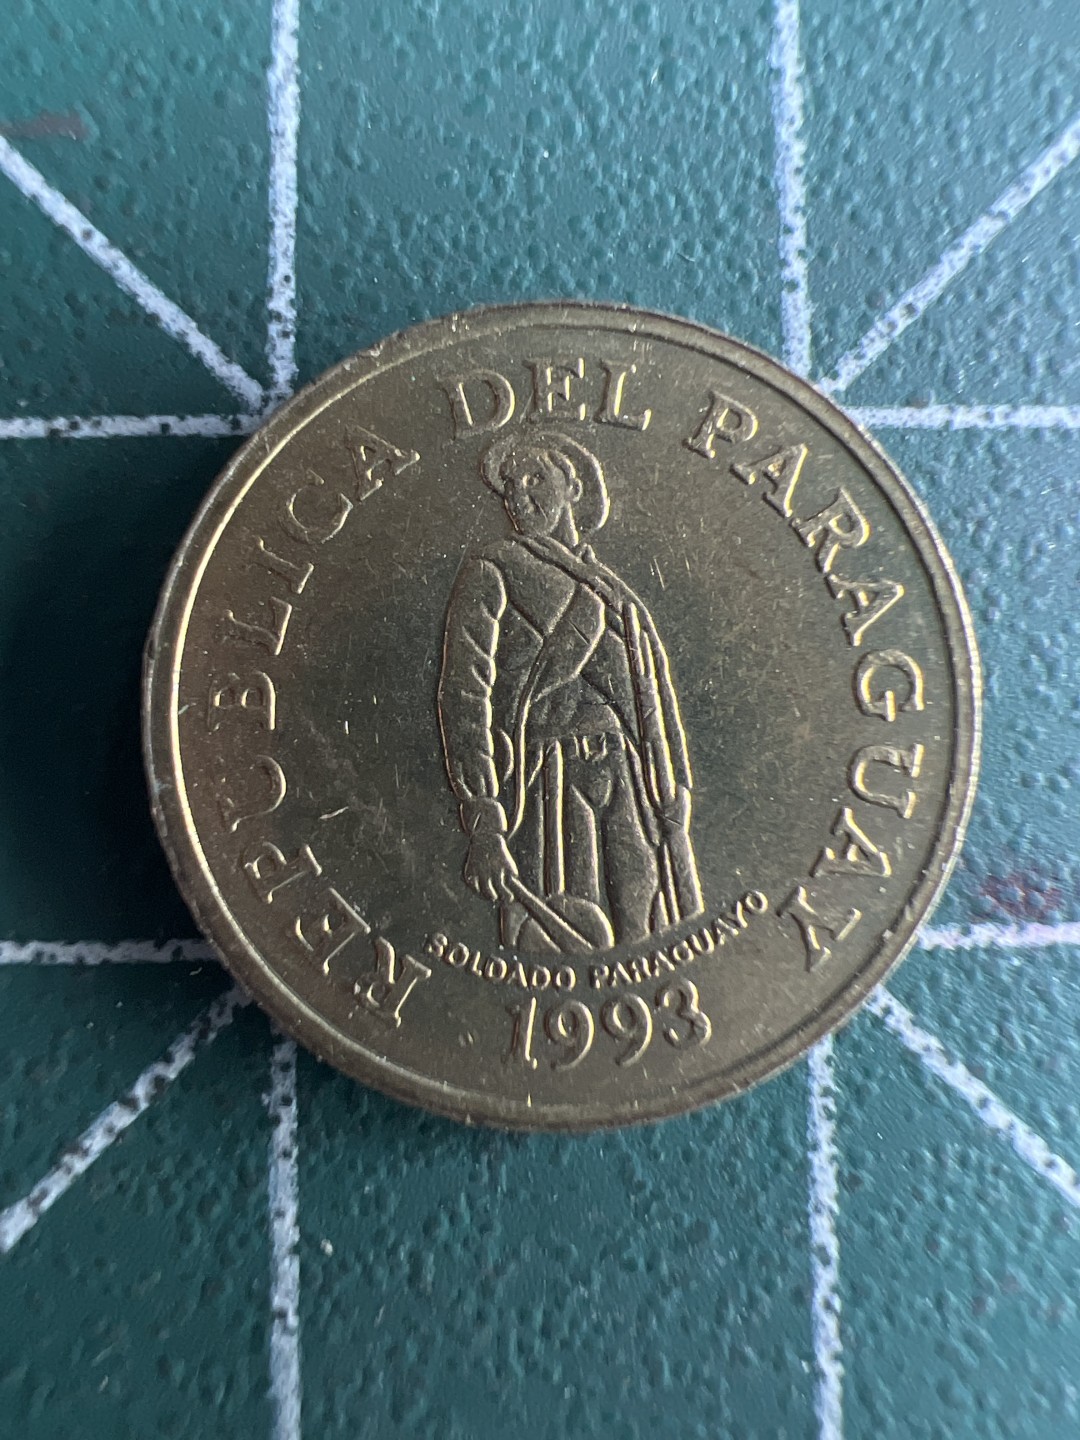 REPUBLICA DEL PARAGUAY
SOLDADO PARAGUAYO
1993